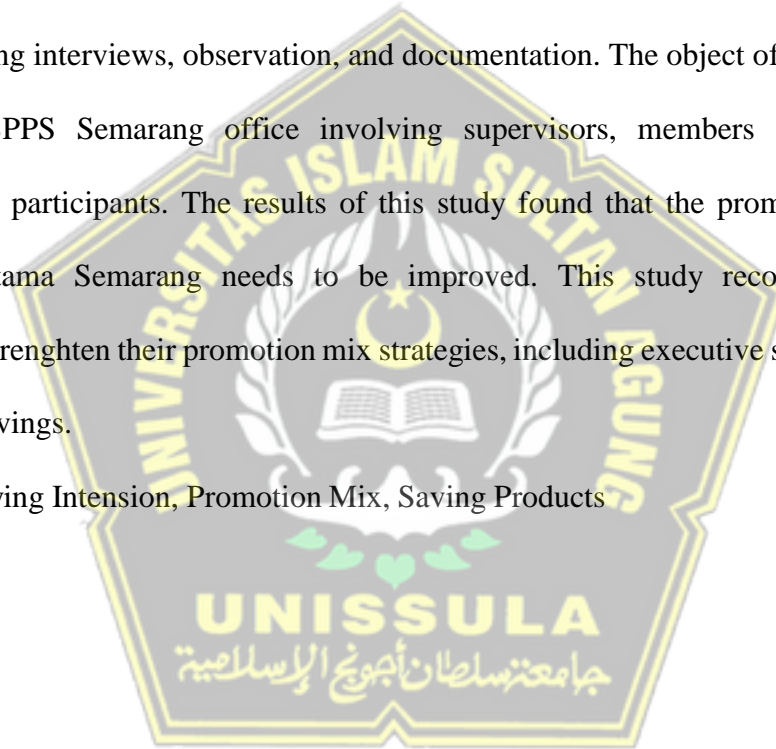 ng interviews, observation, and documentation. The object of
PPS Semarang office involving supervisors, members
participants. The results of this study found that the prom
tama Semarang needs to be improved. This study reco
renghten their promotion mix strategies, including executive s
vings.
ving Intension, Promotion Mix, Saving Products
UNIVERSITAS ISLAM SULTAN AGUNG
UNISSULA
جامعة سلطان أجونج الإسلامية